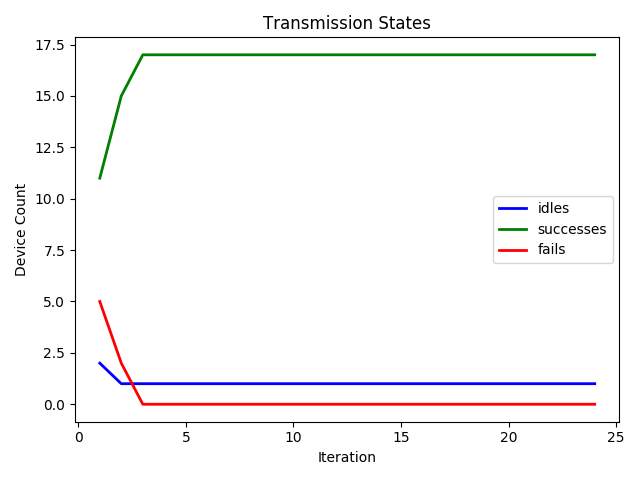 Transmission States
17.5
15.0
12.5
10.0
7.5
5.0
2.5
0.0
Device Count
idles
successes
fails
0 5 10 15 20 25
Iteration